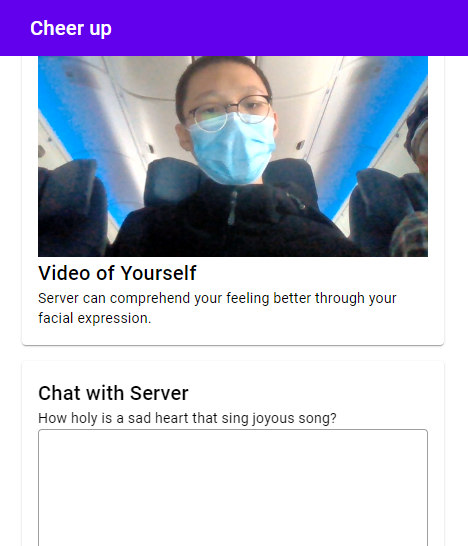 Cheer up
Video of Yourself
Server can comprehend your feeling better through your
facial expression.
Chat with Server
How holy is a sad heart that sing joyous song?